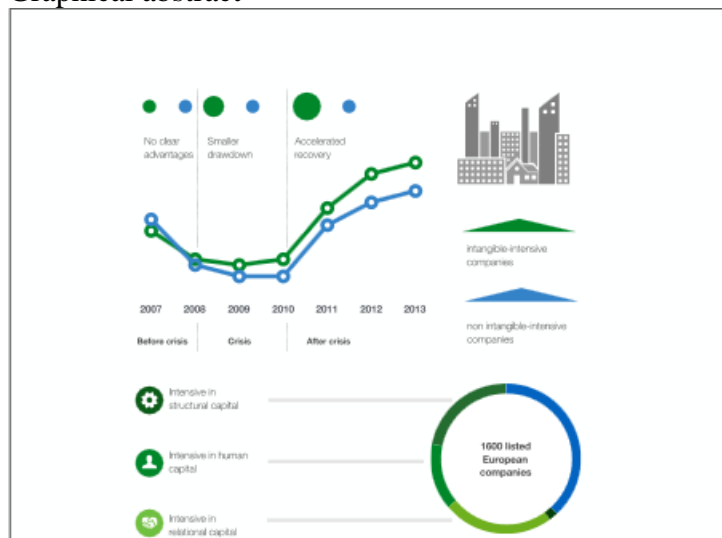 Graphical abstract
No clear
advantages
Smaller
drawdown
Accelerated
recovery
intangible-intensive
companies
2007 2008 2009 2010 2011 2012 2013
non intangible-intensive
companies
Before crisis Crisis After crisis
Intensive in
structural capital
1600 listed
European
companies
Intensive in human
capital
Intensive in
relational capital